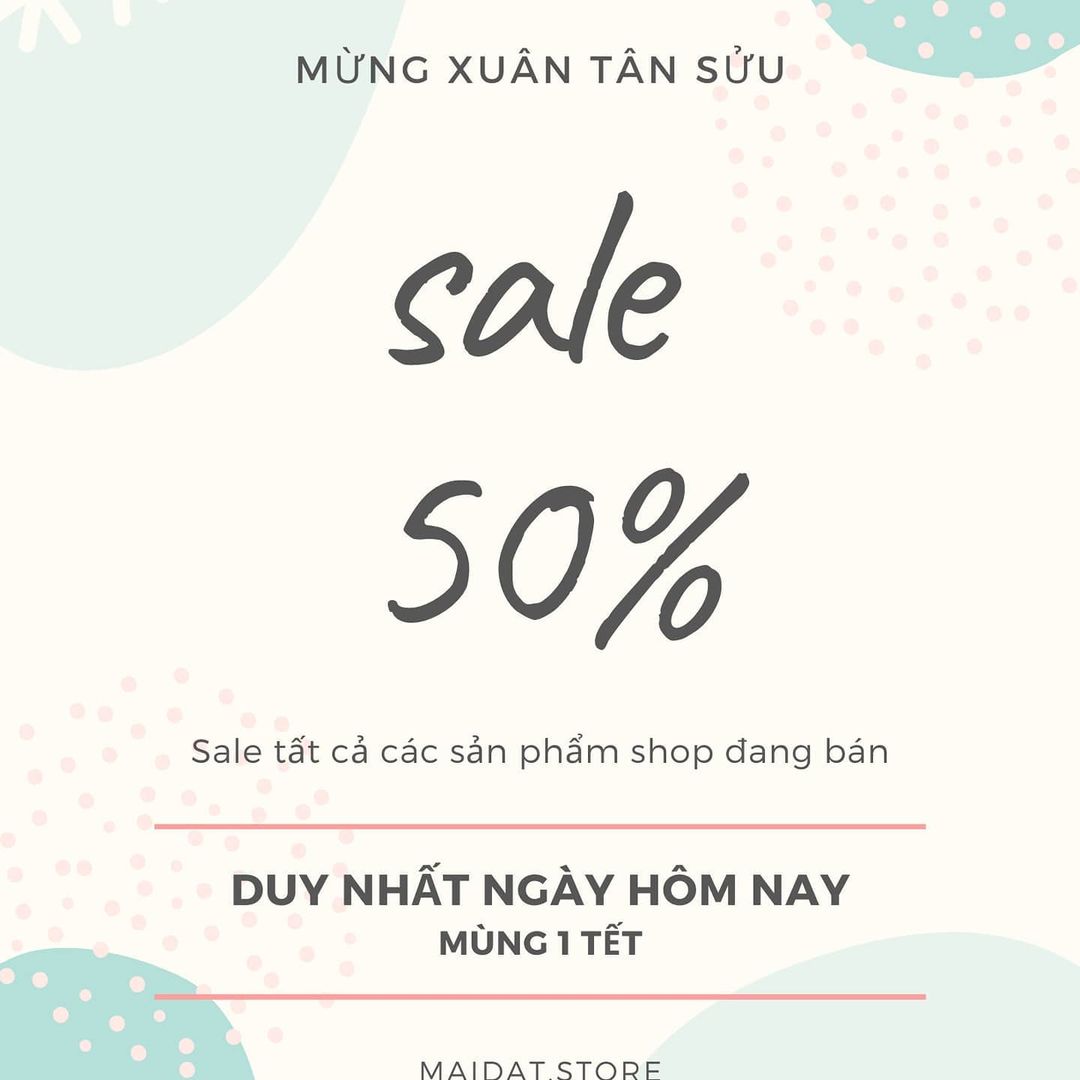 MỪNG XUÂN TÂN SỬU
sale
50%
Sale tất cả các sản phẩm shop đang bán
DUY NHẤT NGÀY HÔM NAY
MÙNG 1 TẾT
MAIDAT.STORE